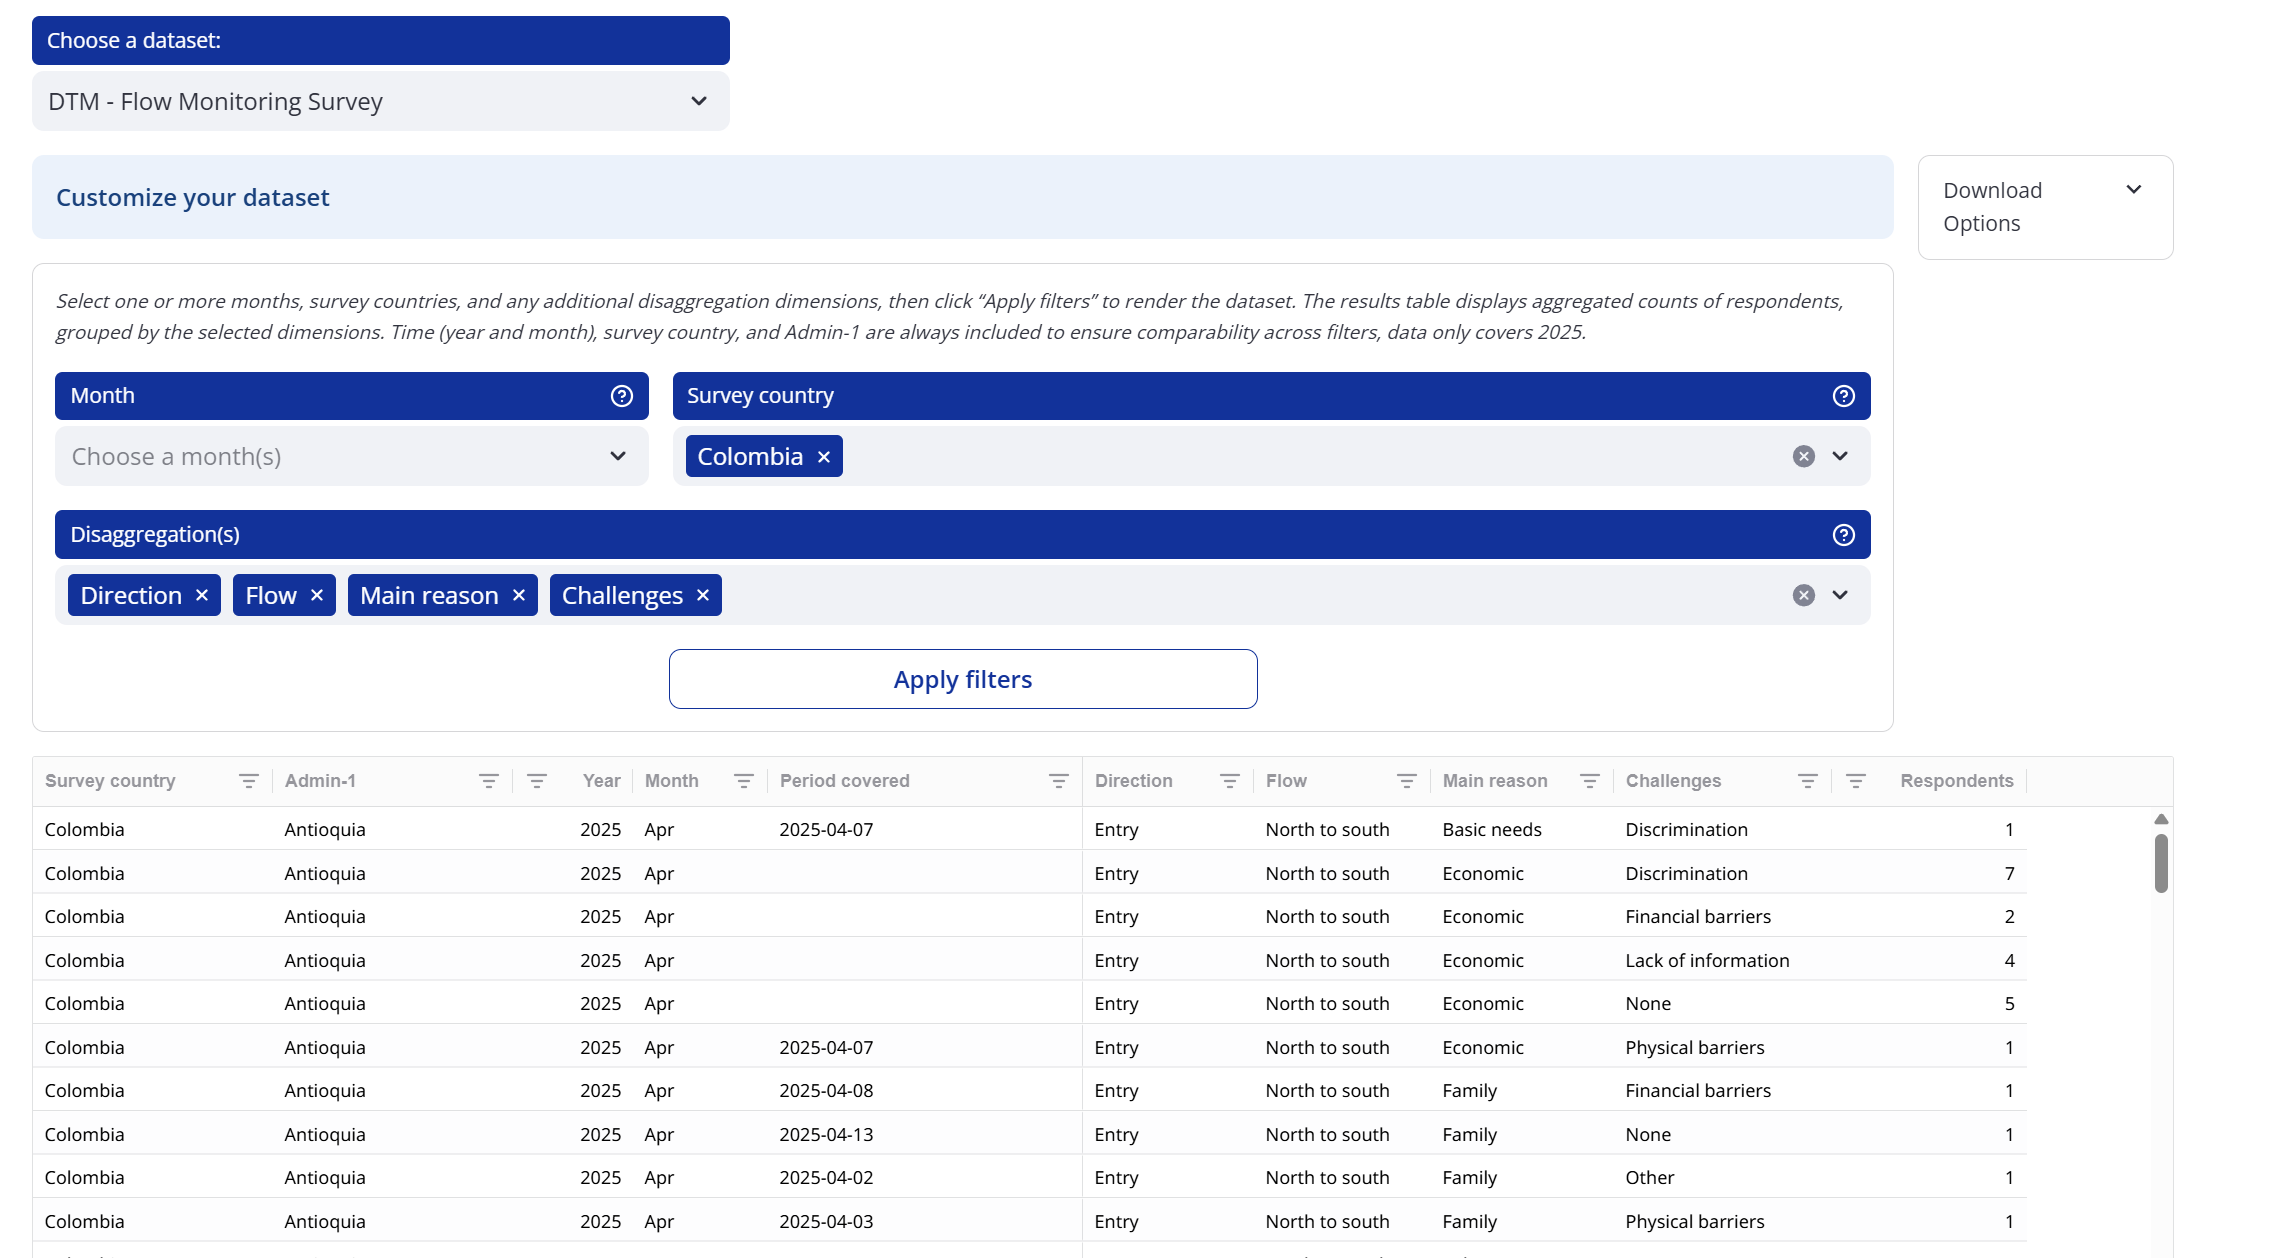 Choose a dataset:
DTM - Flow Monitoring Survey
Customize your dataset
Download
Options
Select one or more months, survey countries, and any additional disaggregation dimensions, then click “Apply filters” to render the dataset. The results table displays aggregated counts of respondents,
grouped by the selected dimensions. Time (year and month), survey country, and Admin-1 are always included to ensure comparability across filters, data only covers 2025.
Month
Survey country
Choose a month(s)
Colombia
Disaggregation(s)
Direction Flow Main reason Challenges
Apply filters
Survey country Admin-1 Year Month Period covered Direction Flow Main reason Challenges Respondents
Colombia Antioquia 2025 Apr 2025-04-07 Entry North to south Basic needs Discrimination 1
Colombia Antioquia 2025 Apr Entry North to south Economic Discrimination 7
Colombia Antioquia 2025 Apr Entry North to south Economic Financial barriers 2
Colombia Antioquia 2025 Apr Entry North to south Economic Lack of information 4
Colombia Antioquia 2025 Apr Entry North to south Economic None 5
Colombia Antioquia 2025 Apr 2025-04-07 Entry North to south Economic Physical barriers 1
Colombia Antioquia 2025 Apr 2025-04-08 Entry North to south Family Financial barriers 1
Colombia Antioquia 2025 Apr 2025-04-13 Entry North to south Family None 1
Colombia Antioquia 2025 Apr 2025-04-02 Entry North to south Family Other 1
Colombia Antioquia 2025 Apr 2025-04-03 Entry North to south Family Physical barriers 1